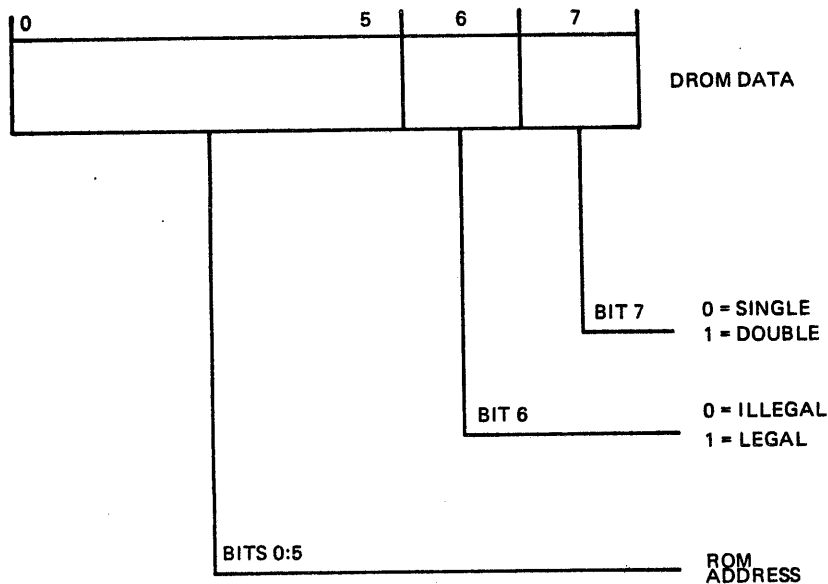 0 5 6 7
DROM DATA
BIT 7 0 = SINGLE
1 = DOUBLE
BIT 6 0 = ILLEGAL
1 = LEGAL
BITS 0:5 ROM
ADDRESS